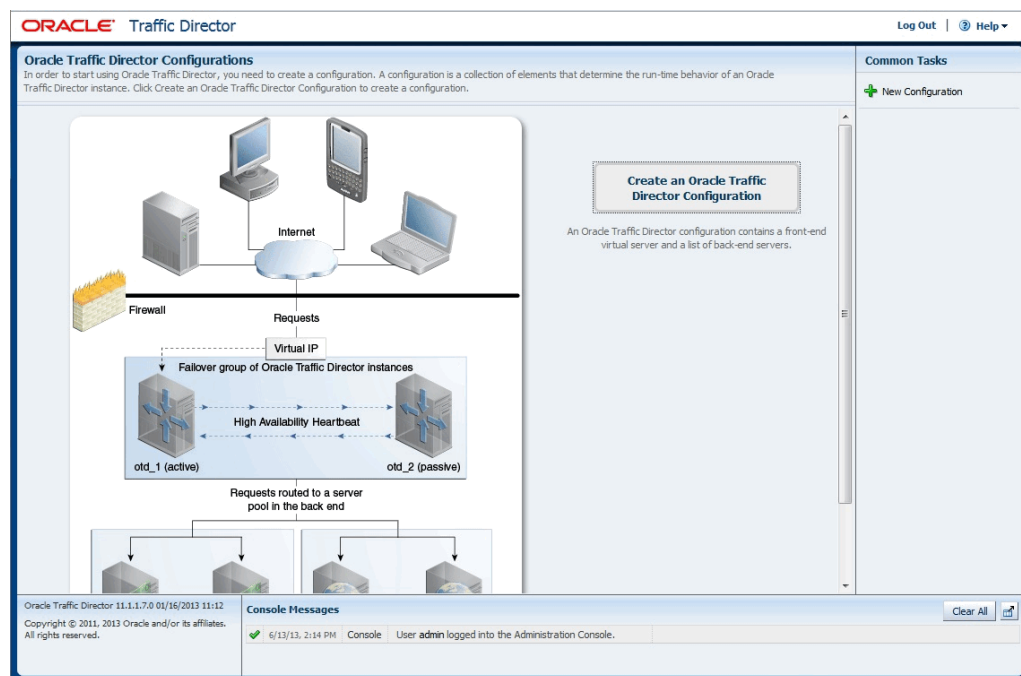 ORACLE® Traffic Director
Log Out | Help
Oracle Traffic Director Configurations
In order to start using Oracle Traffic Director, you need to create a configuration. A configuration is a collection of elements that determine the run-time behavior of an Oracle
Traffic Director instance. Click Create an Oracle Traffic Director Configuration to create a configuration.
Common Tasks
New Configuration
Internet
Firewall
Requests
Virtual IP
Failover group of Oracle Traffic Director instances
High Availability Heartbeat
otd_1 (active)
otd_2 (passive)
Requests routed to a server
pool in the back end
Create an Oracle Traffic
Director Configuration
An Oracle Traffic Director configuration contains a front-end
virtual server and a list of back-end servers.
Oracle Traffic Director 11.1.1.7.0 01/16/2013 11:12
Copyright © 2011, 2013 Oracle and/or its affiliates.
All rights reserved.
Console Messages
Clear All
6/13/13, 2:14 PM Console User admin logged into the Administration Console.